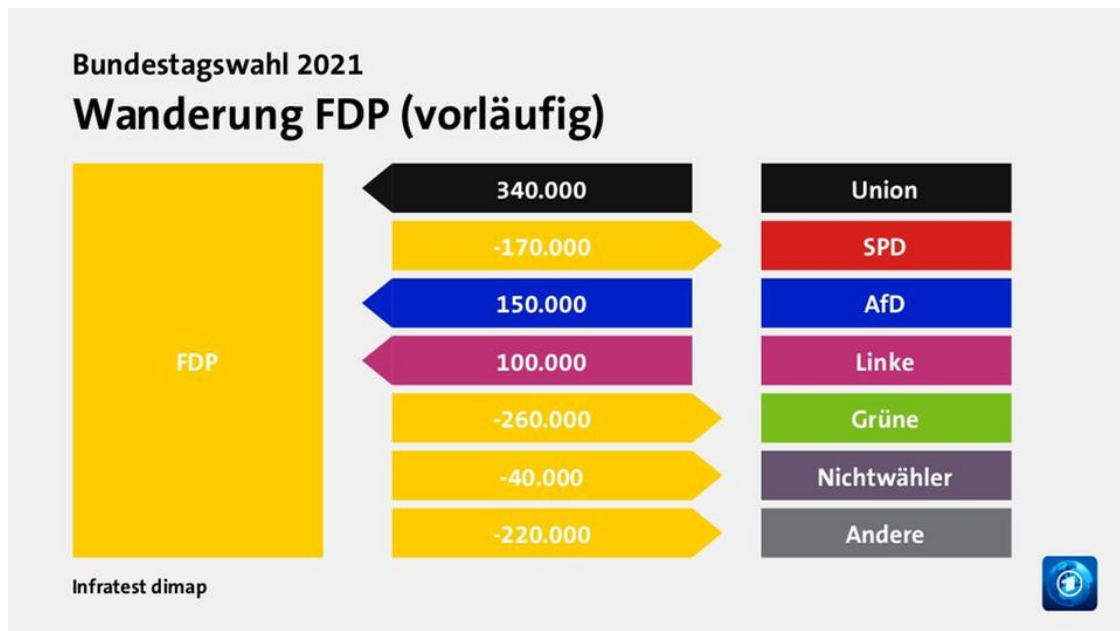 Bundestagswahl 2021
Wanderung FDP (vorläufig)
FDP
340.000 Union
-170.000 SPD
150.000 AfD
100.000 Linke
-260.000 Grüne
-40.000 Nichtwähler
-220.000 Andere
Infratest dimap
1